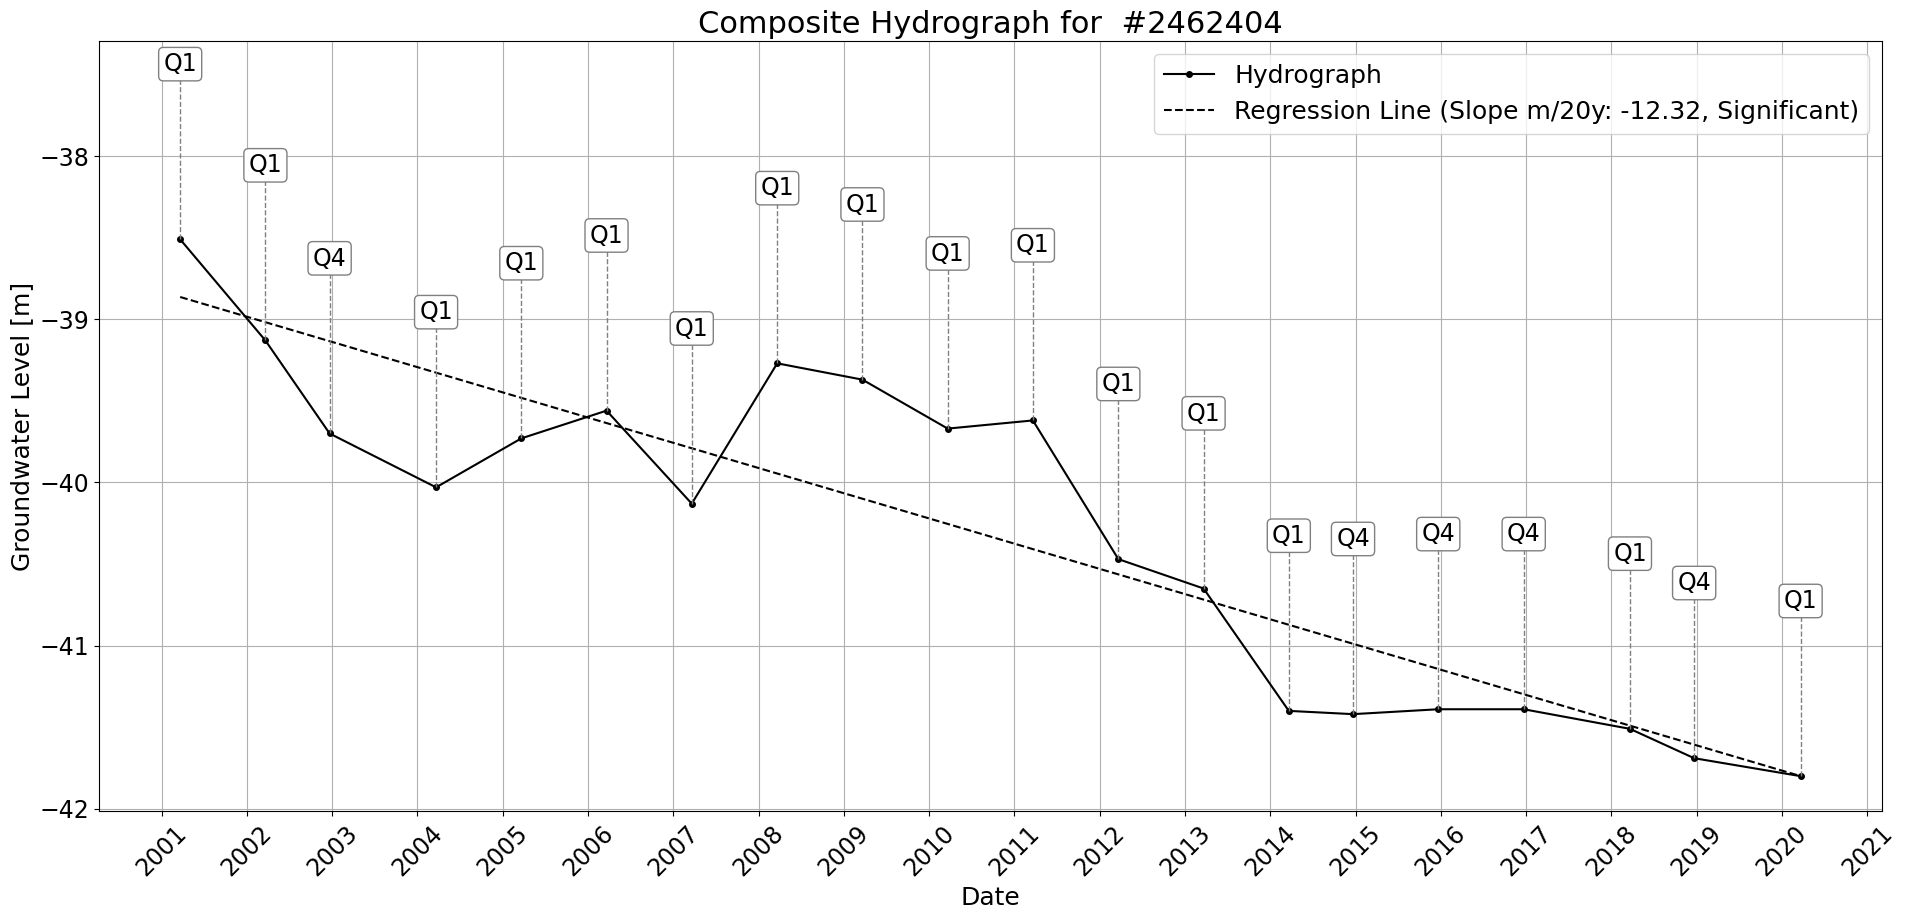 Composite Hydrograph for  #2462404
Hydrograph
Regression Line (Slope m/20y: -12.32, Significant)
Q1
Q1
Q4
Q1
Q1
Q1
Q1
Q1
Q1
Q1
Q1
Q1
Q1
Q1
Q4
Q4
Q4
Q1
Q4
Q1
Groundwater Level [m]
−38
−39
−40
−41
−42
2001
2002
2003
2004
2005
2006
2007
2008
2009
2010
2011
2012
2013
2014
2015
2016
2017
2018
2019
2020
2021
Date